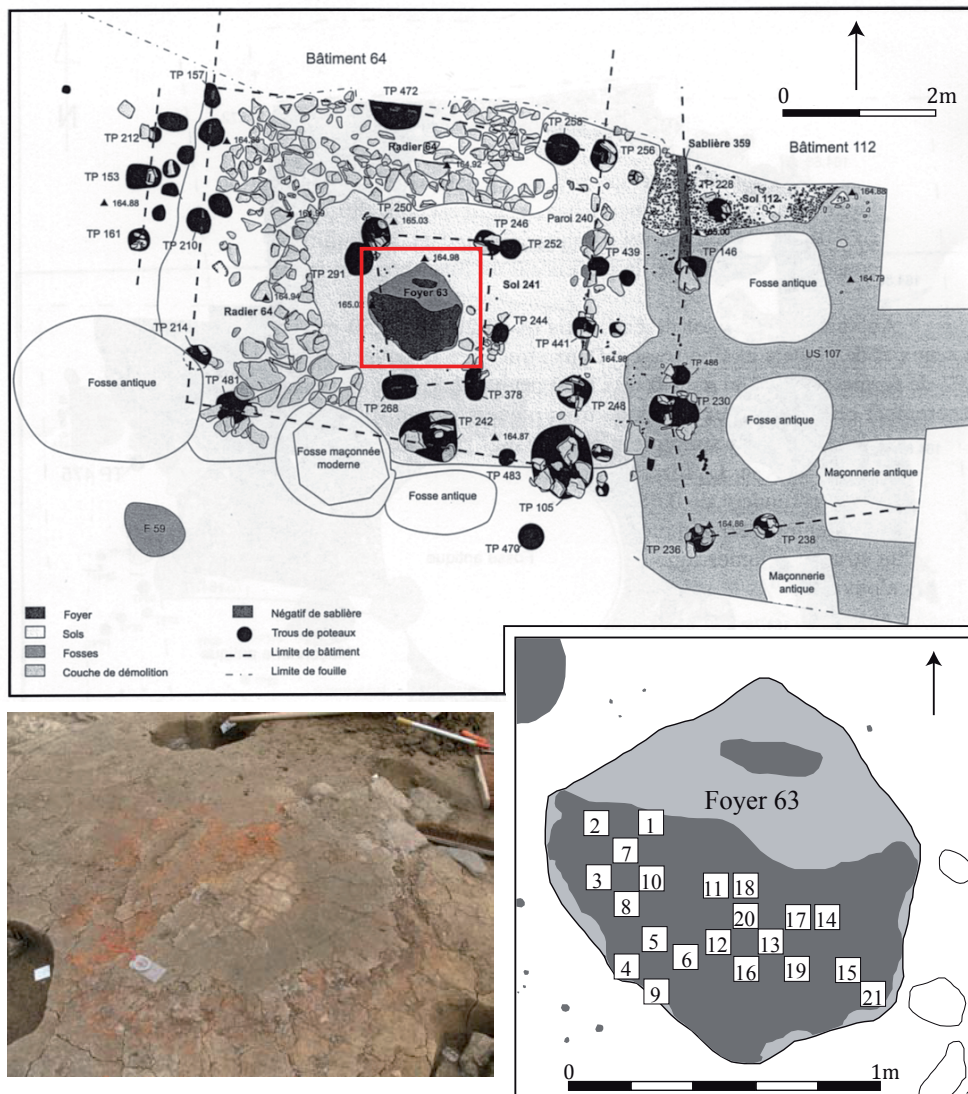 Bâtiment 64
0 2m
TP 157
TP 472
TP 258
TP 212
Radier 64
TP 256
Sablière 359
Bâtiment 112
TP 153
164.92
TP 228
164.88
164.88
Sol 112
TP 250
165.03
TP 246
Paroi 240
TP 161
TP 210
TP 252
TP 439
TP 146
164.98
TP 291
Foyer 63
Sol 241
Fosse antique
164.79
164.94
Radier 64
TP 244
TP 214
TP 441
US 107
164.98
TP 486
Fosse antique
TP 481
TP 268
TP 378
TP 248
TP 230
Fosse antique
TP 242
164.87
Fosse maçonnée
moderne
Maçonnerie antique
TP 483
Fosse antique
TP 105
F 59
164.86
TP 479
TP 236
TP 238
Maçonnerie
antique
Foyer
Sols
Fosses
Couche de démolition
Négatif de sablière
Trous de poteaux
Limite de bâtiment
Limite de fouille
Foyer 63
2 1
7
3 10 11 18
8 20 17 14
5 12 13
4 6 16 19 15
9 21
0 1m